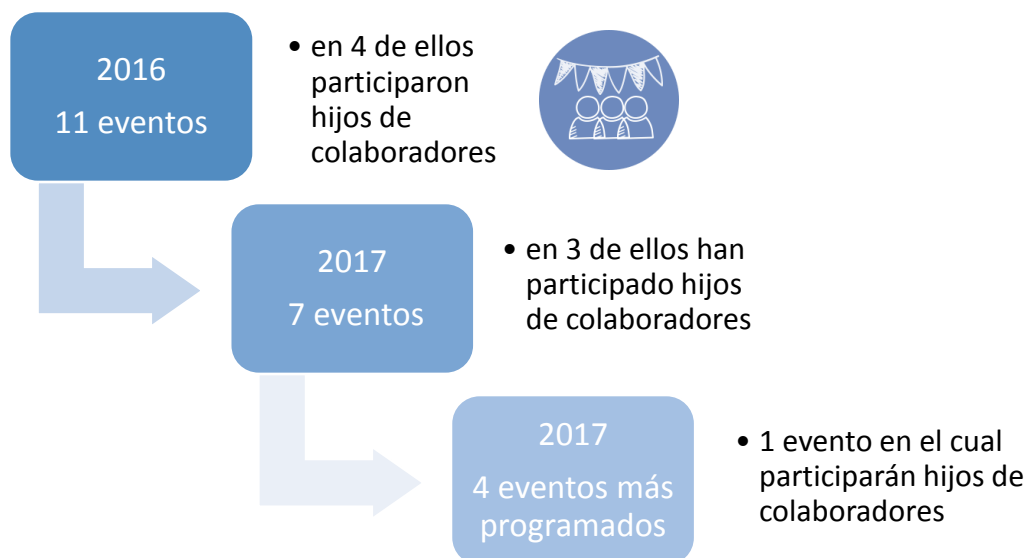 2016
11 eventos
• en 4 de ellos
participaron
hijos de
colaboradores
2017
7 eventos
• en 3 de ellos han
participado hijos
de colaboradores
2017
4 eventos más
programados
• 1 evento en el cual
participarán hijos de
colaboradores